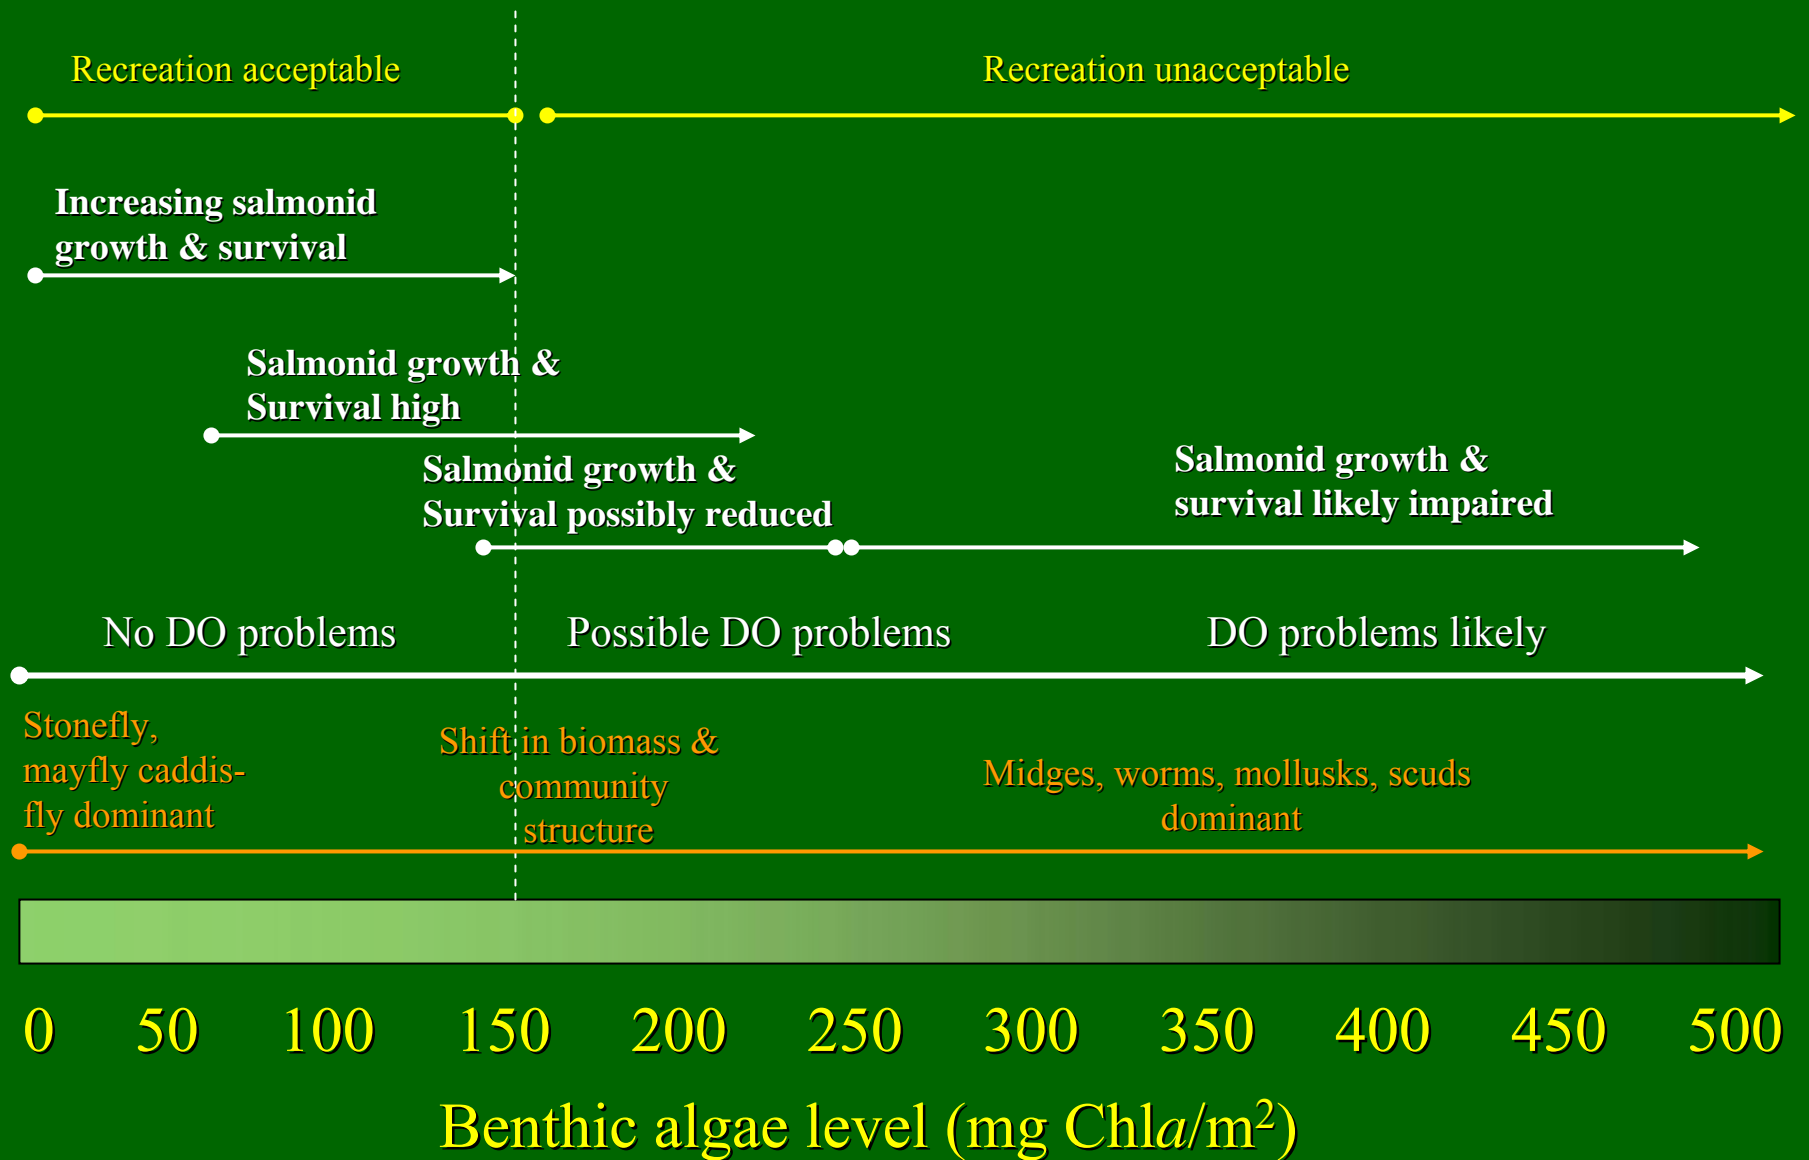 Recreation acceptable
Recreation unacceptable
Increasing salmonid
growth & survival
Salmonid growth &
Survival high
Salmonid growth &
Survival possibly reduced
Salmonid growth &
survival likely impaired
No DO problems
Possible DO problems
DO problems likely
Stonefly,
mayfly caddis-
fly dominant
Shift in biomass &
community
structure
Midges, worms, mollusks, scuds
dominant
0 50 100 150 200 250 300 350 400 450 500
Benthic algae level (mg Chla/m²)